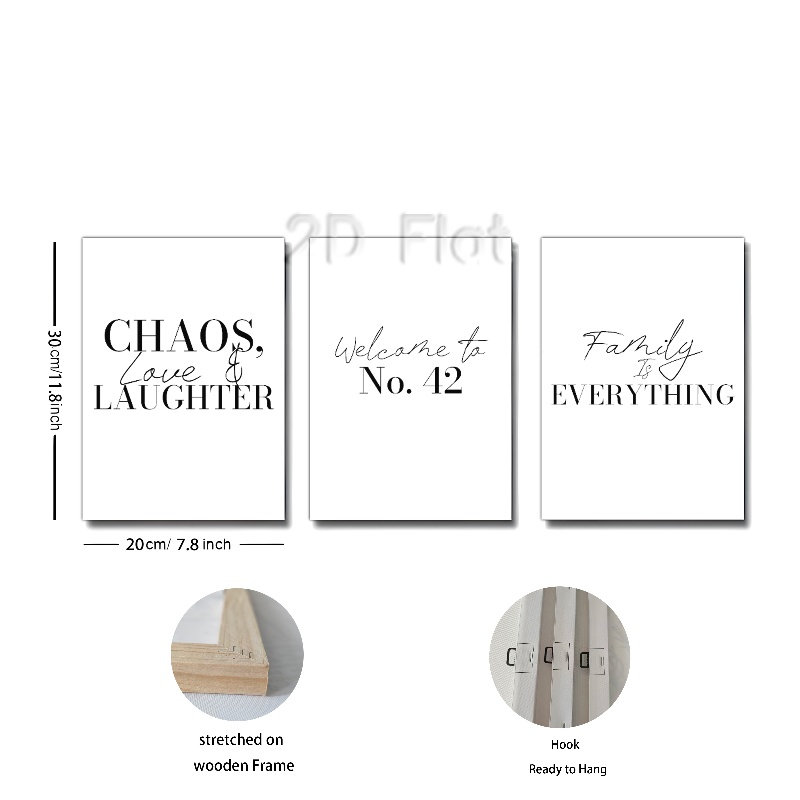 2D Flat
CHAOS,
Love &
LAUGHTER
Welcome to
No. 42
Family
Is
EVERYTHING
30cm/11.8inch
20cm/ 7.8 inch
stretched on
wooden Frame
Hook
Ready to Hang